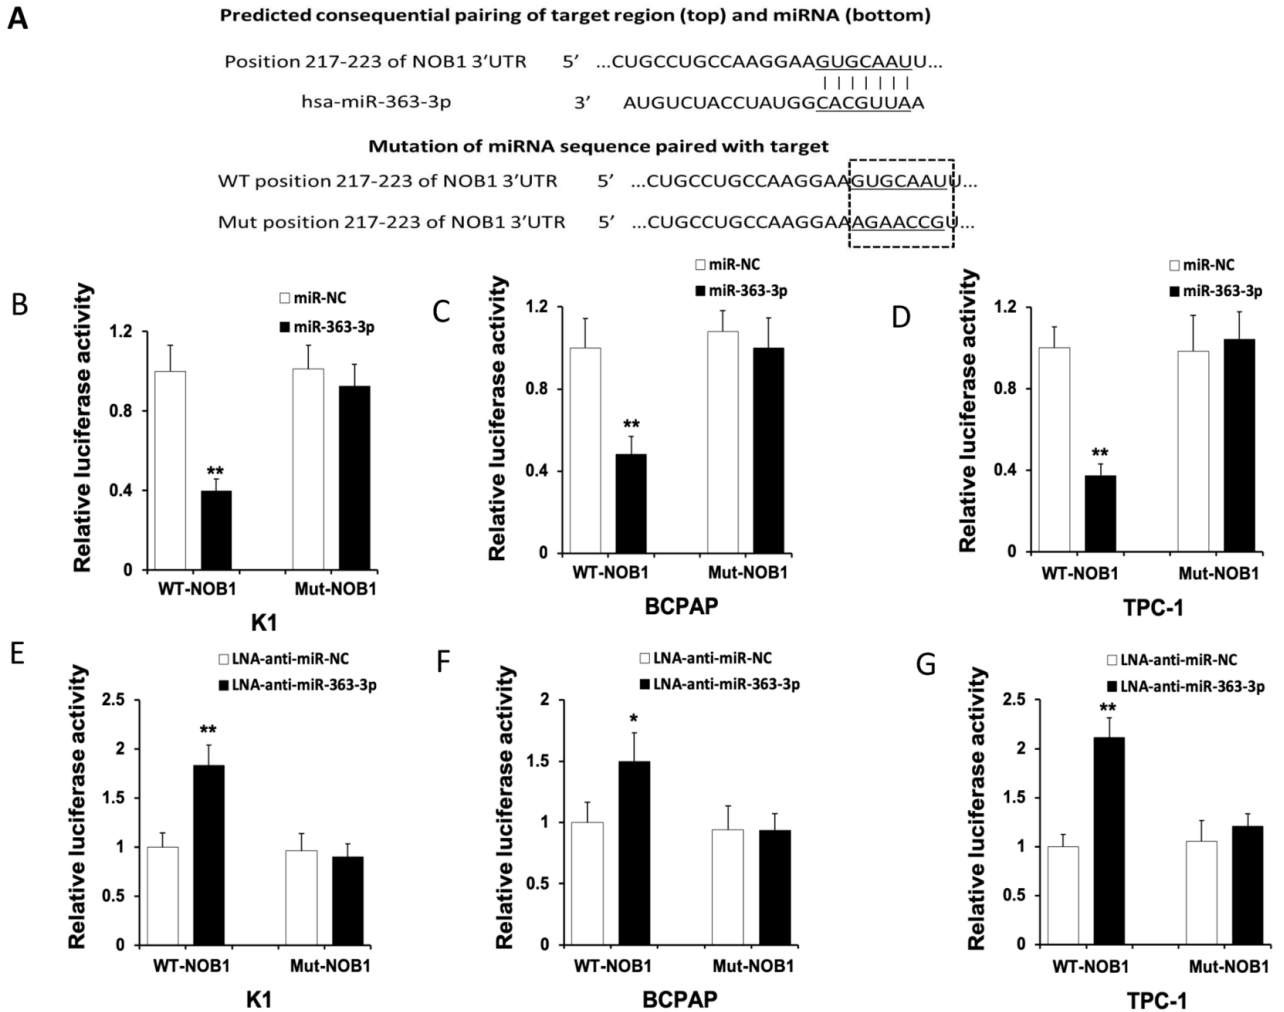 A
Predicted consequential pairing of target region (top) and miRNA (bottom)
Position 217-223 of NOB1 3’UTR 5’ ...CUGCCUGCCAAGGAAGUGCAAUU...
hsa-miR-363-3p 3’ AUGUCUACCUAUGGCACGUUAA
Mutation of miRNA sequence paired with target
WT position 217-223 of NOB1 3’UTR 5’ ...CUGCCUGCCAAGGAAGUGCAAUU...
Mut position 217-223 of NOB1 3’UTR 5’ ...CUGCCUGCCAAGGAAAGAACCGU...
B
miR-NC
miR-363-3p
Relative luciferase activity
1.2
0.8
0.4
0
**
WT-NOB1 Mut-NOB1
K1
C
miR-NC
miR-363-3p
Relative luciferase activity
1.2
0.8
0.4
0
**
WT-NOB1 Mut-NOB1
BCPAP
D
miR-NC
miR-363-3p
Relative luciferase activity
1.2
0.8
0.4
0
**
WT-NOB1 Mut-NOB1
TPC-1
E
LNA-anti-miR-NC
LNA-anti-miR-363-3p
Relative luciferase activity
2.5
2
1.5
1
0.5
0
**
WT-NOB1 Mut-NOB1
K1
F
LNA-anti-miR-NC
LNA-anti-miR-363-3p
Relative luciferase activity
2
1.5
1
0.5
0
*
WT-NOB1 Mut-NOB1
BCPAP
G
LNA-anti-miR-NC
LNA-anti-miR-363-3p
Relative luciferase activity
2.5
2
1.5
1
0.5
0
**
WT-NOB1 Mut-NOB1
TPC-1